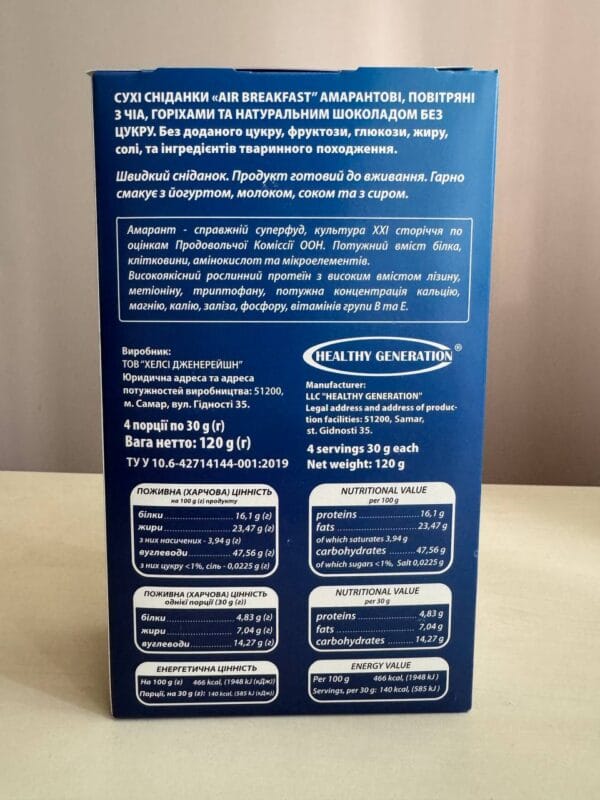 СУХІ СНІДАНКИ «AIR BREAKFAST" АМАРАНТОВІ, ПОВІТРЯНІ
З ЧІА, ГОРІХАМИ ТА НАТУРАЛЬНИМ ШОКОЛАДОМ БЕЗ
ЦУКРУ. Без доданого цукру, фруктози, глюкози, жиру,
солі, та інгредієнтів тваринного походження.
Швидкий сніданок. Продукт готовий до вживання. Гарно
смакує з йогуртом, молоком, соком та з сиром.
Амарант - справжній суперфуд, культура XXI сторіччя по
оцінкам Продовольчої Комісії ООН. Потужний вміст білка,
клітковини, амінокислот та мікроелементів.
Високоякісний рослинний протеїн з високим вмістом лізину,
метіоніну, триптофану, потужна концентрація кальцію,
магнію, калію, заліза, фосфору, вітамінів групи В та Е.
Виробник:
ТОВ "ХЕЛСІ ДЖЕНЕРЕЙШН"
Юридична адреса та адреса
потужностей виробництва: 51200,
м. Самар, вул. Гідності 35.
4 порції по 30 g (г)
Вага нетто: 120 g (г)
ТУ У 10.6-42714144-001:2019
HEALTHY GENERATION ®
Manufacturer:
LLC "HEALTHY GENERATION"
Legal address and address of produc-
tion facilities: 51200, Samar,
st. Gidnosti 35.
4 servings 30 g each
Net weight: 120 g
ПОЖИВНА (ХАРЧОВА) ЦІННІСТЬ
на 100 g (г) продукту
білки 16,1 g (г)
жири 23,47 g (г)
з них насичених - 3,94 g (г)
вуглеводи 47,56 g (г)
з них цукру <1%, сіль - 0,0225 g (г)
NUTRITIONAL VALUE
per 100 g
proteins 16,1 g
fats 23,47 g
of which saturates 3,94 g
carbohydrates 47,56 g
of which sugars <1%, Salt 0,0225 g
ПОЖИВНА (ХАРЧОВА) ЦІННІСТЬ
однієї порції (30 g (г))
білки 4,83 g (г)
жири 7,04 g (г)
вуглеводи 14,27 g (г)
NUTRITIONAL VALUE
per 30 g
proteins 4,83 g
fats 7,04 g
carbohydrates 14,27 g
ЕНЕРГЕТИЧНА ЦІННІСТЬ
На 100 g (г) 466 kcal, (1948 kJ (кДж))
Порції, на 30 g (г): 140 kcal, (585 kJ (кДж))
ENERGY VALUE
Per 100 g 466 kcal, (1948 kJ )
Servings, per 30 g: 140 kcal, (585 kJ )